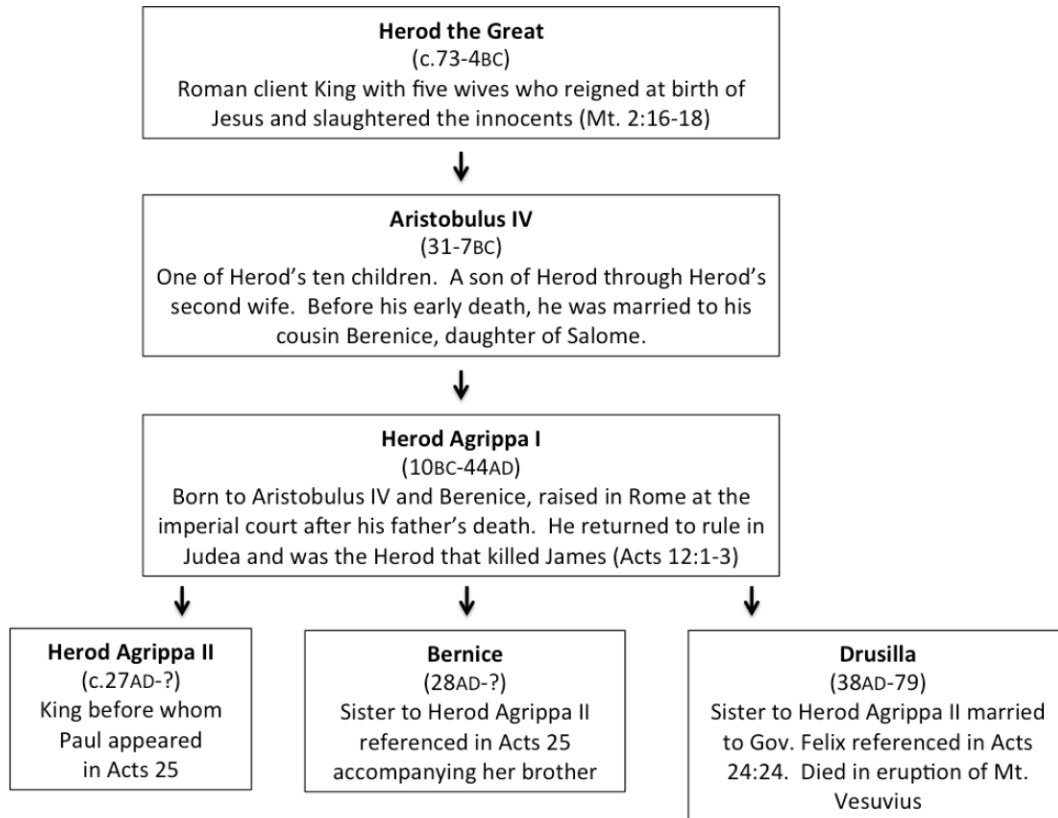 Herod the Great
(c.73-4BC)
Roman client King with five wives who reigned at birth of
Jesus and slaughtered the innocents (Mt. 2:16-18)
Aristobulus IV
(31-7BC)
One of Herod's ten children.  A son of Herod through Herod's
second wife.  Before his early death, he was married to his
cousin Berenice, daughter of Salome.
Herod Agrippa I
(10BC-44AD)
Born to Aristobulus IV and Berenice, raised in Rome at the
imperial court after his father's death.  He returned to rule in
Judea and was the Herod that killed James (Acts 12:1-3)
Herod Agrippa II
(c.27AD-?)
King before whom
Paul appeared
in Acts 25
Bernice
(28AD-?)
Sister to Herod Agrippa II
referenced in Acts 25
accompanying her brother
Drusilla
(38AD-79)
Sister to Herod Agrippa II married
to Gov. Felix referenced in Acts
24:24.  Died in eruption of Mt.
Vesuvius